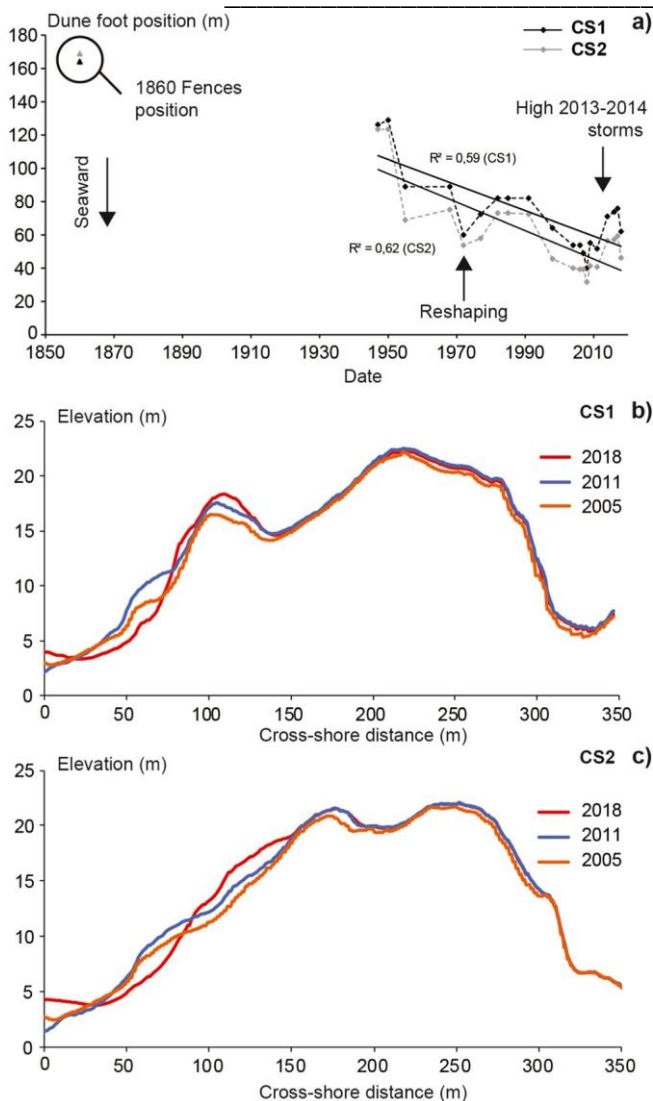 Dune foot position (m)
a)
180
160
140
120
100
80
60
40
20
0
CS1
CS2
1860 Fences
position
Seaward
High 2013-2014
storms
R² = 0,59 (CS1)
R² = 0,62 (CS2)
Reshaping
1850 1870 1890 1910 1930 1950 1970 1990 2010
Date
Elevation (m)
CS1 b)
25
20
15
10
5
0
2018
2011
2005
0 50 100 150 200 250 300 350
Cross-shore distance (m)
Elevation (m)
CS2 c)
25
20
15
10
5
0
2018
2011
2005
0 50 100 150 200 250 300 350
Cross-shore distance (m)